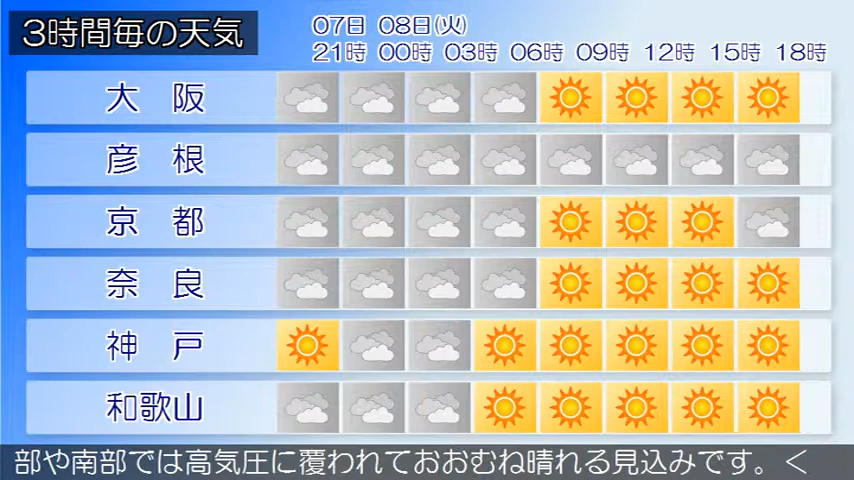 3時間毎の天気
07日 08日(火)
21時 00時 03時 06時 09時 12時 15時 18時
大 阪
彦 根
京 都
奈 良
神 戸
和歌山
部や南部では高気圧に覆われておおむね晴れる見込みです。<